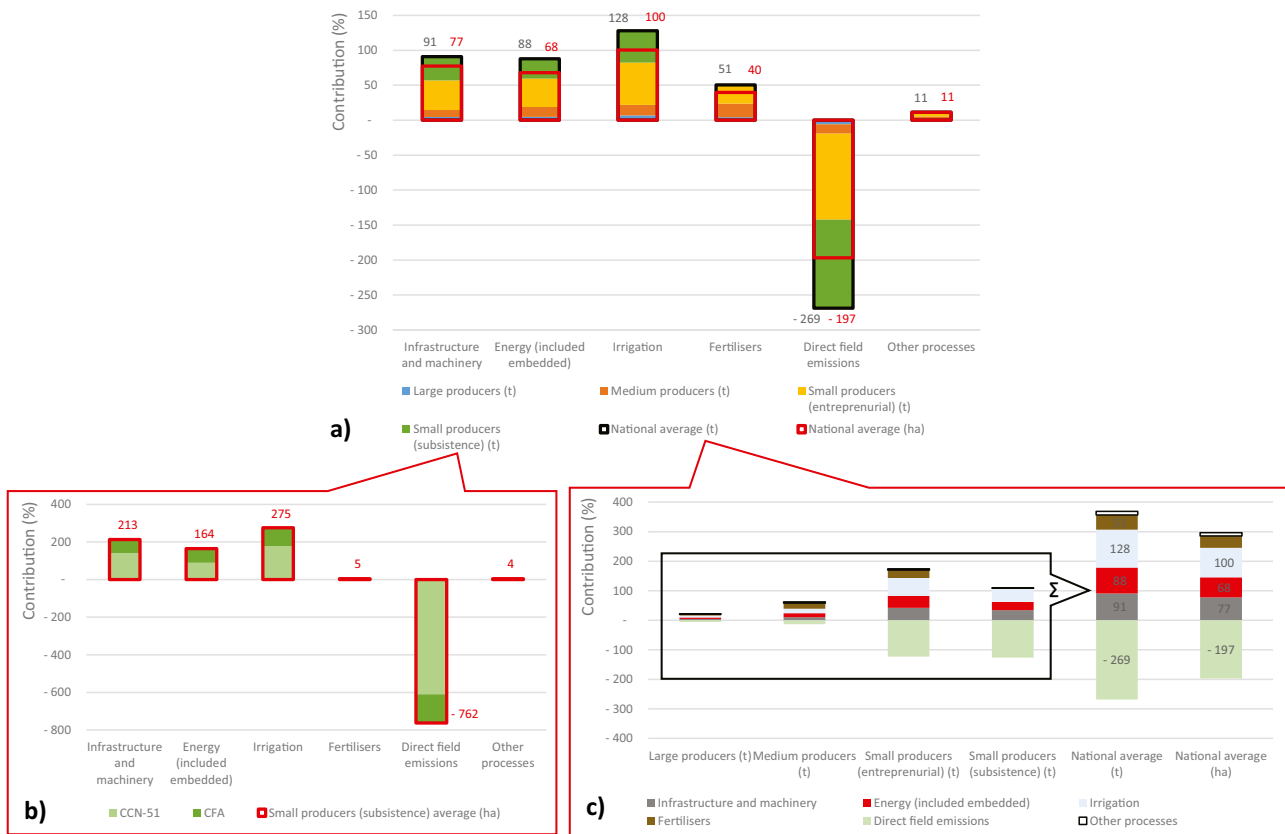 Contribution (%)
150
100
50
-
- 50
- 100
- 150
- 200
- 250
- 300
91 77
88 68
128 100
51 40
- 269 - 197
11 11
Infrastructure and machinery
Energy (included embedded)
Irrigation
Fertilisers
Direct field emissions
Other processes
Large producers (t)
Medium producers (t)
Small producers (entreprenurial) (t)
a)
Small producers (subsistence) (t)
National average (t)
National average (ha)
Contribution (%)
400
200
-
- 200
- 400
- 600
- 800
213
164
275
5
- 762
4
Infrastructure and machinery
Energy (included embedded)
Irrigation
Fertilisers
Direct field emissions
Other processes
b)
CCN-51
CFA
Small producers (subsistence) average (ha)
Contribution (%)
400
300
200
100
-
- 100
- 200
- 300
- 400
Σ
128
88
91
- 269
100
68
77
- 197
Large producers (t)
Medium producers (t)
Small producers (entreprenurial) (t)
Small producers (subsistence) (t)
National average (t)
National average (ha)
c)
Infrastructure and machinery
Energy (included embedded)
Irrigation
Fertilisers
Direct field emissions
Other processes